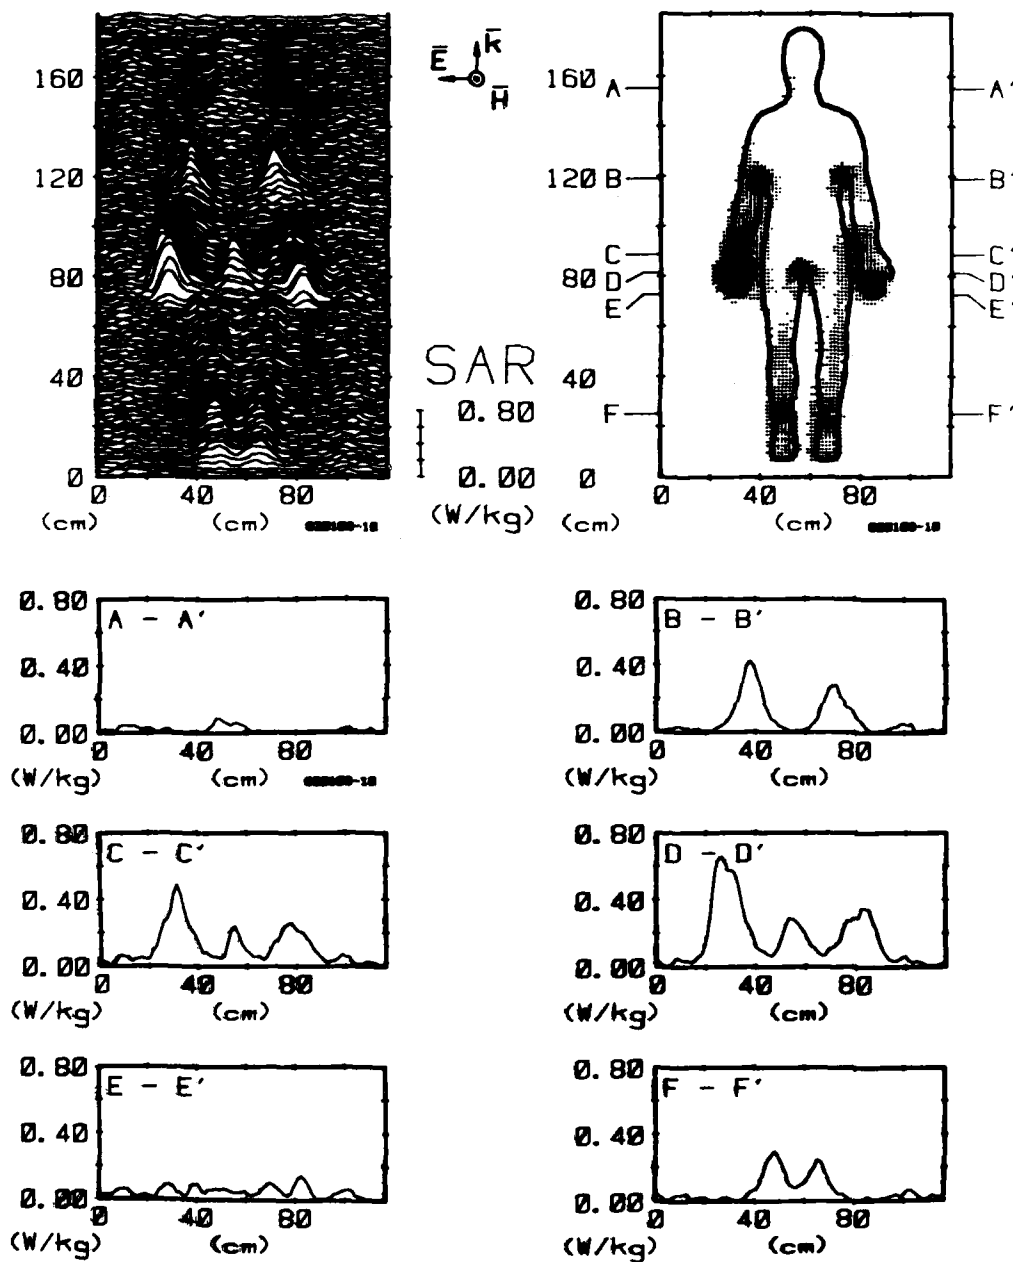 160
120
80
40
0
0 40 80
(cm) (cm)
Ē
k̄
H̄
SAR
0.80
0.00
(W/kg)
160
A A'
120 B B'
C C'
80 D D'
E E'
40
F F'
0
0 40 80
(cm) (cm)
0.80
0.40
0.00
A - A'
0 40 80
(W/kg) (cm)
0.80
0.40
0.00
B - B'
0 40 80
(W/kg) (cm)
0.80
0.40
0.00
C - C'
0 40 80
(W/kg) (cm)
0.80
0.40
0.00
D - D'
0 40 80
(W/kg) (cm)
0.80
0.40
0.00
E - E'
0 40 80
(W/kg) (cm)
0.80
0.40
0.00
F - F'
0 40 80
(W/kg) (cm)